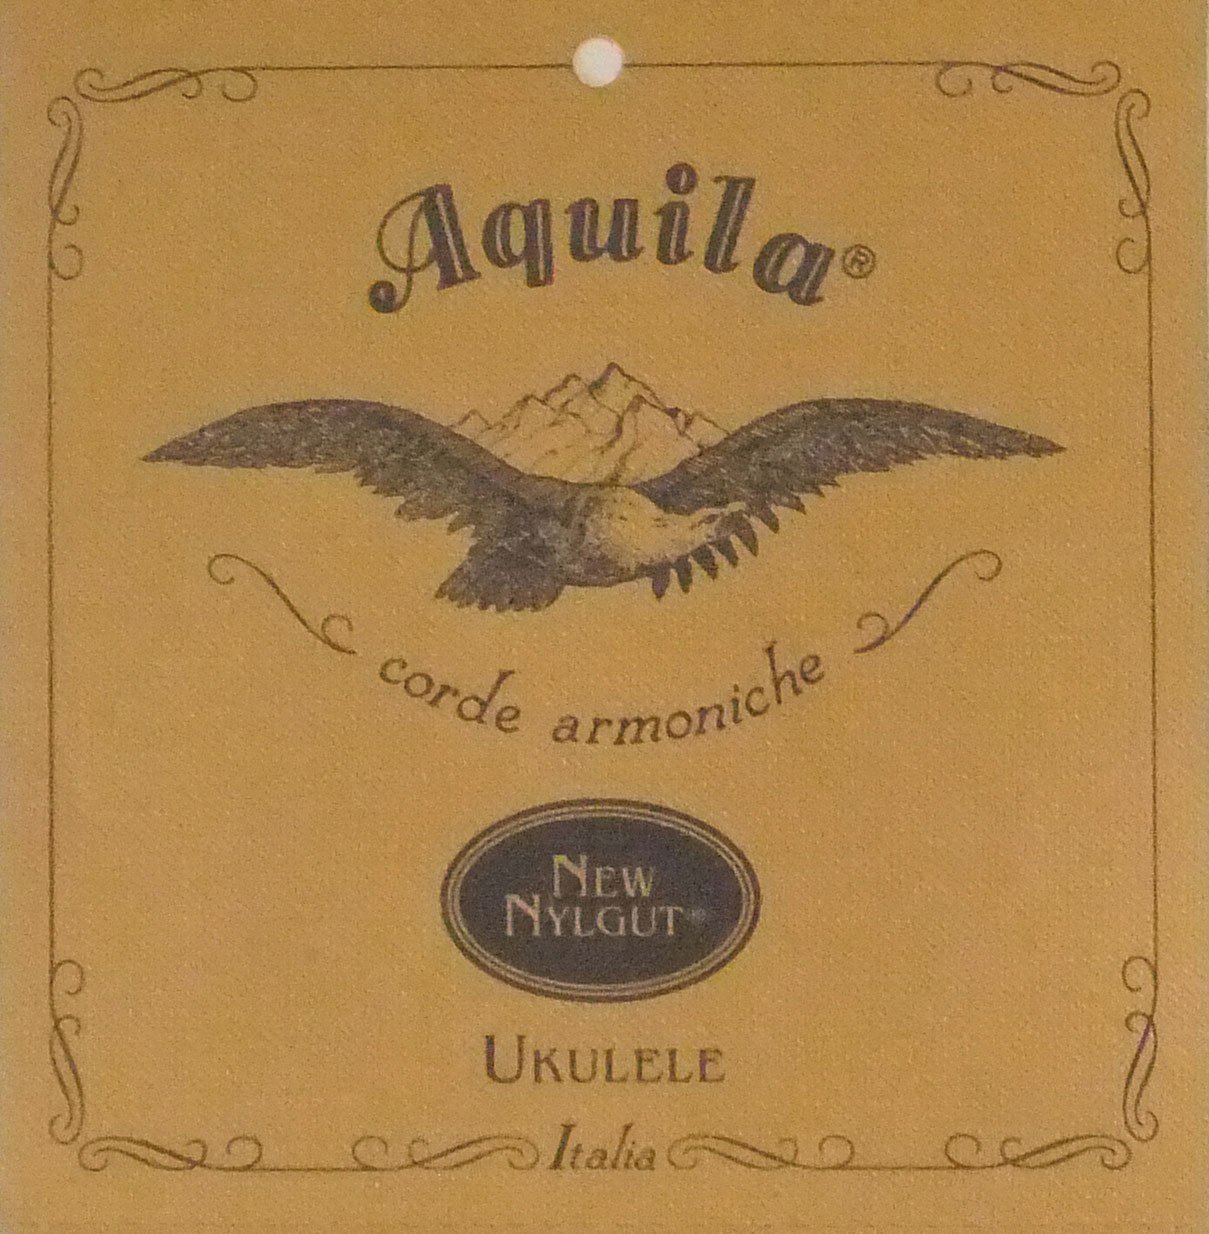 Aquila®
corde armoniche
NEW
NYLGUT®
UKULELE
Italia